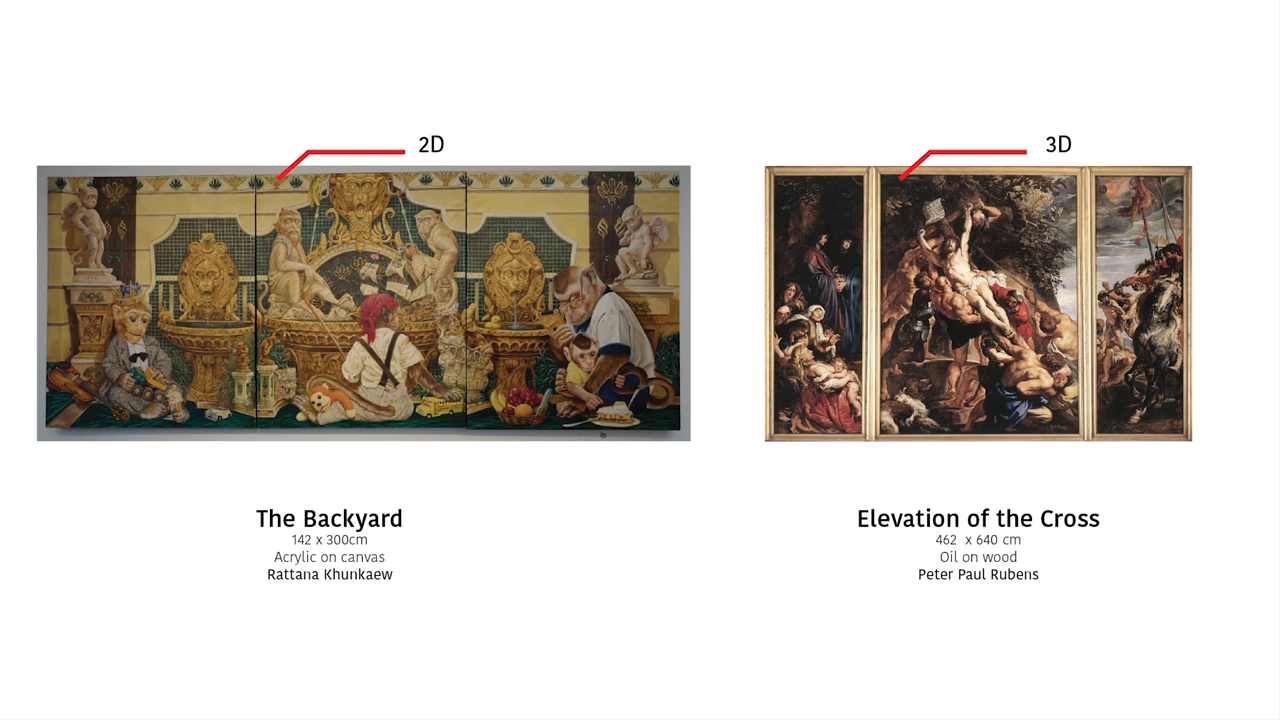 2D
3D
The Backyard
142 x 300cm
Acrylic on canvas
Rattana Khunkaew
Elevation of the Cross
462 x 640 cm
Oil on wood
Peter Paul Rubens